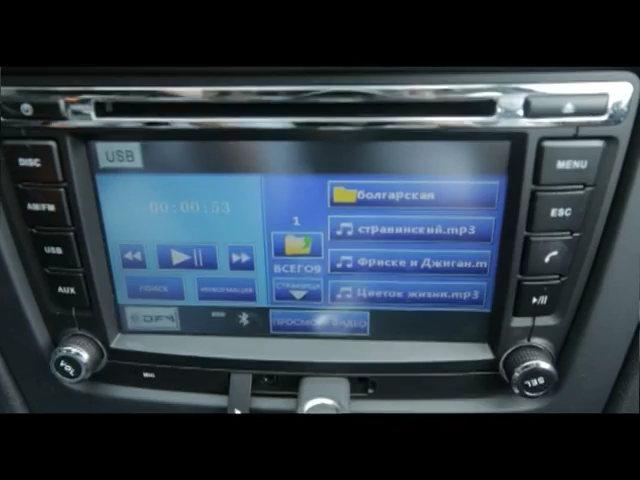 DISC
AM/FM
USB
AUX
VOL
USB
00:00:53
ПОИСК
ИНФОРМАЦИЯ
1
ВСЕГО9
СТРАНИЦА
болгарская
стравинский.mp3
Фриске и Джиган.m
Цветок жизни.mp3
ПРОСМОТР ВИДЕО
MENU
ESC
SEL
MIC